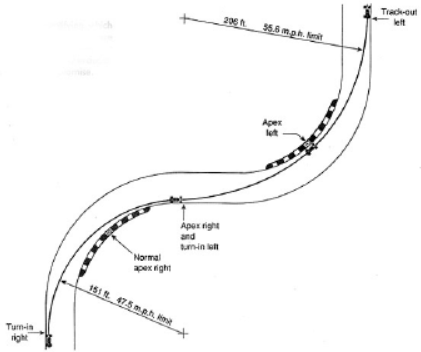 Track-out
left
206 ft. 55.6 m.p.h. limit
Apex
left
Apex right
and
turn-in left
Normal
apex right
151 ft. 47.5 m.p.h. limit
Turn-in
right